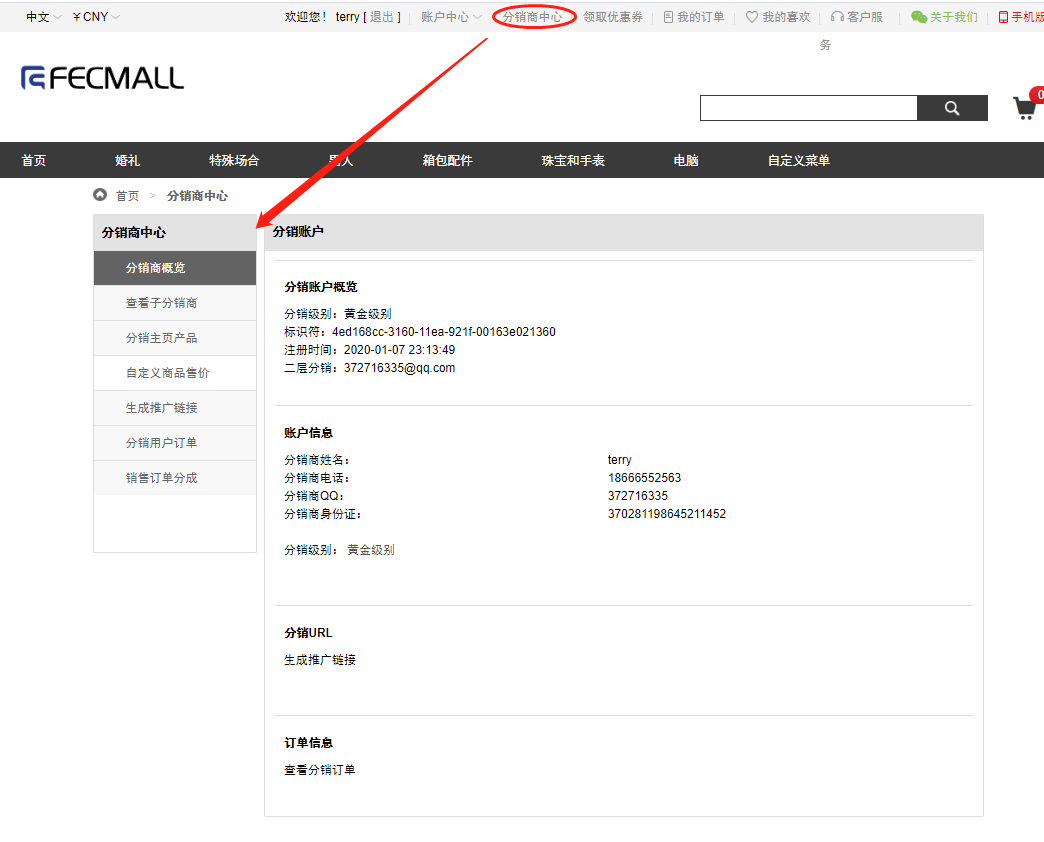 中文 ￥CNY 欢迎您！ terry [ 退出 ] 账户中心 分销商中心 领取优惠券 我的订单 我的喜欢 客户服务 关于我们 手机版
FECMALL
0
首页 婚礼 特殊场合 男人 箱包配件 珠宝和手表 电脑 自定义菜单
首页 > 分销商中心
分销商中心
分销商概览
查看子分销商
分销主页产品
自定义商品售价
生成推广链接
分销用户订单
销售订单分成
分销账户
分销账户概览
分销级别：黄金级别
标识符：4ed168cc-3160-11ea-921f-00163e021360
注册时间：2020-01-07 23:13:49
二层分销：372716335@qq.com
账户信息
分销商姓名： terry
分销商电话： 18666552563
分销商QQ： 372716335
分销商身份证： 370281198645211452
分销级别： 黄金级别
分销URL
生成推广链接
订单信息
查看分销订单